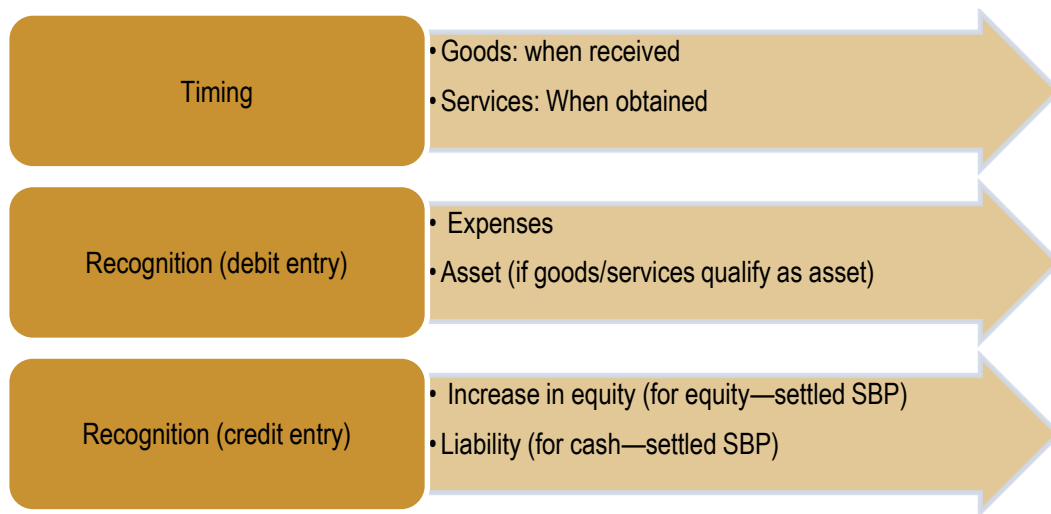 Timing
• Goods: when received
• Services: When obtained
Recognition (debit entry)
• Expenses
• Asset (if goods/services qualify as asset)
Recognition (credit entry)
• Increase in equity (for equity—settled SBP)
• Liability (for cash—settled SBP)